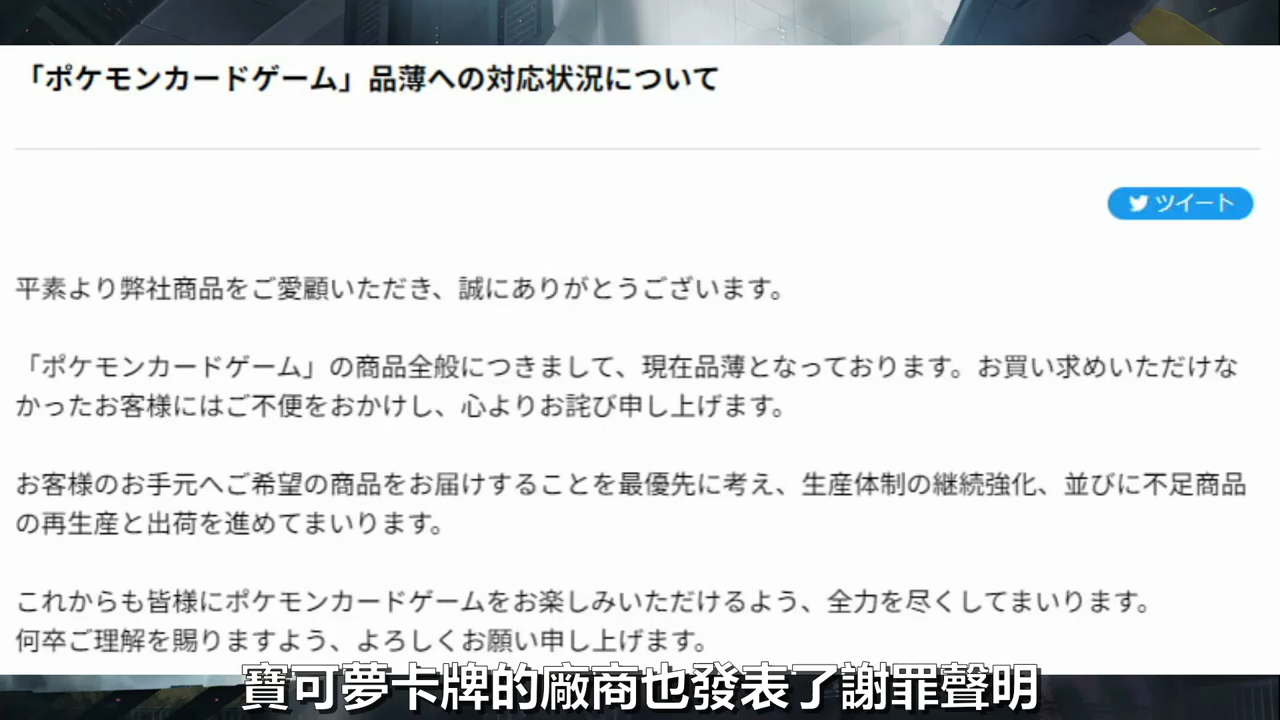 「ポケモンカードゲーム」品薄への対応状況について
ツイート
平素より弊社商品をご愛顧いただき、誠にありがとうございます。
「ポケモンカードゲーム」の商品全般につきまして、現在品薄となっております。お買い求めいただけな
かったお客様にはご不便をおかけし、心よりお詫び申し上げます。
お客様のお手元へご希望の商品をお届けすることを最優先に考え、生産体制の継続強化、並びに不足商品
の再生産と出荷を進めてまいります。
これからも皆様にポケモンカードゲームをお楽しみいただけるよう、全力を尽くしてまいります。
何卒ご理解を賜りますよう、よろしくお願い申し上げます。
寶可夢卡牌的廠商也發表了謝罪聲明